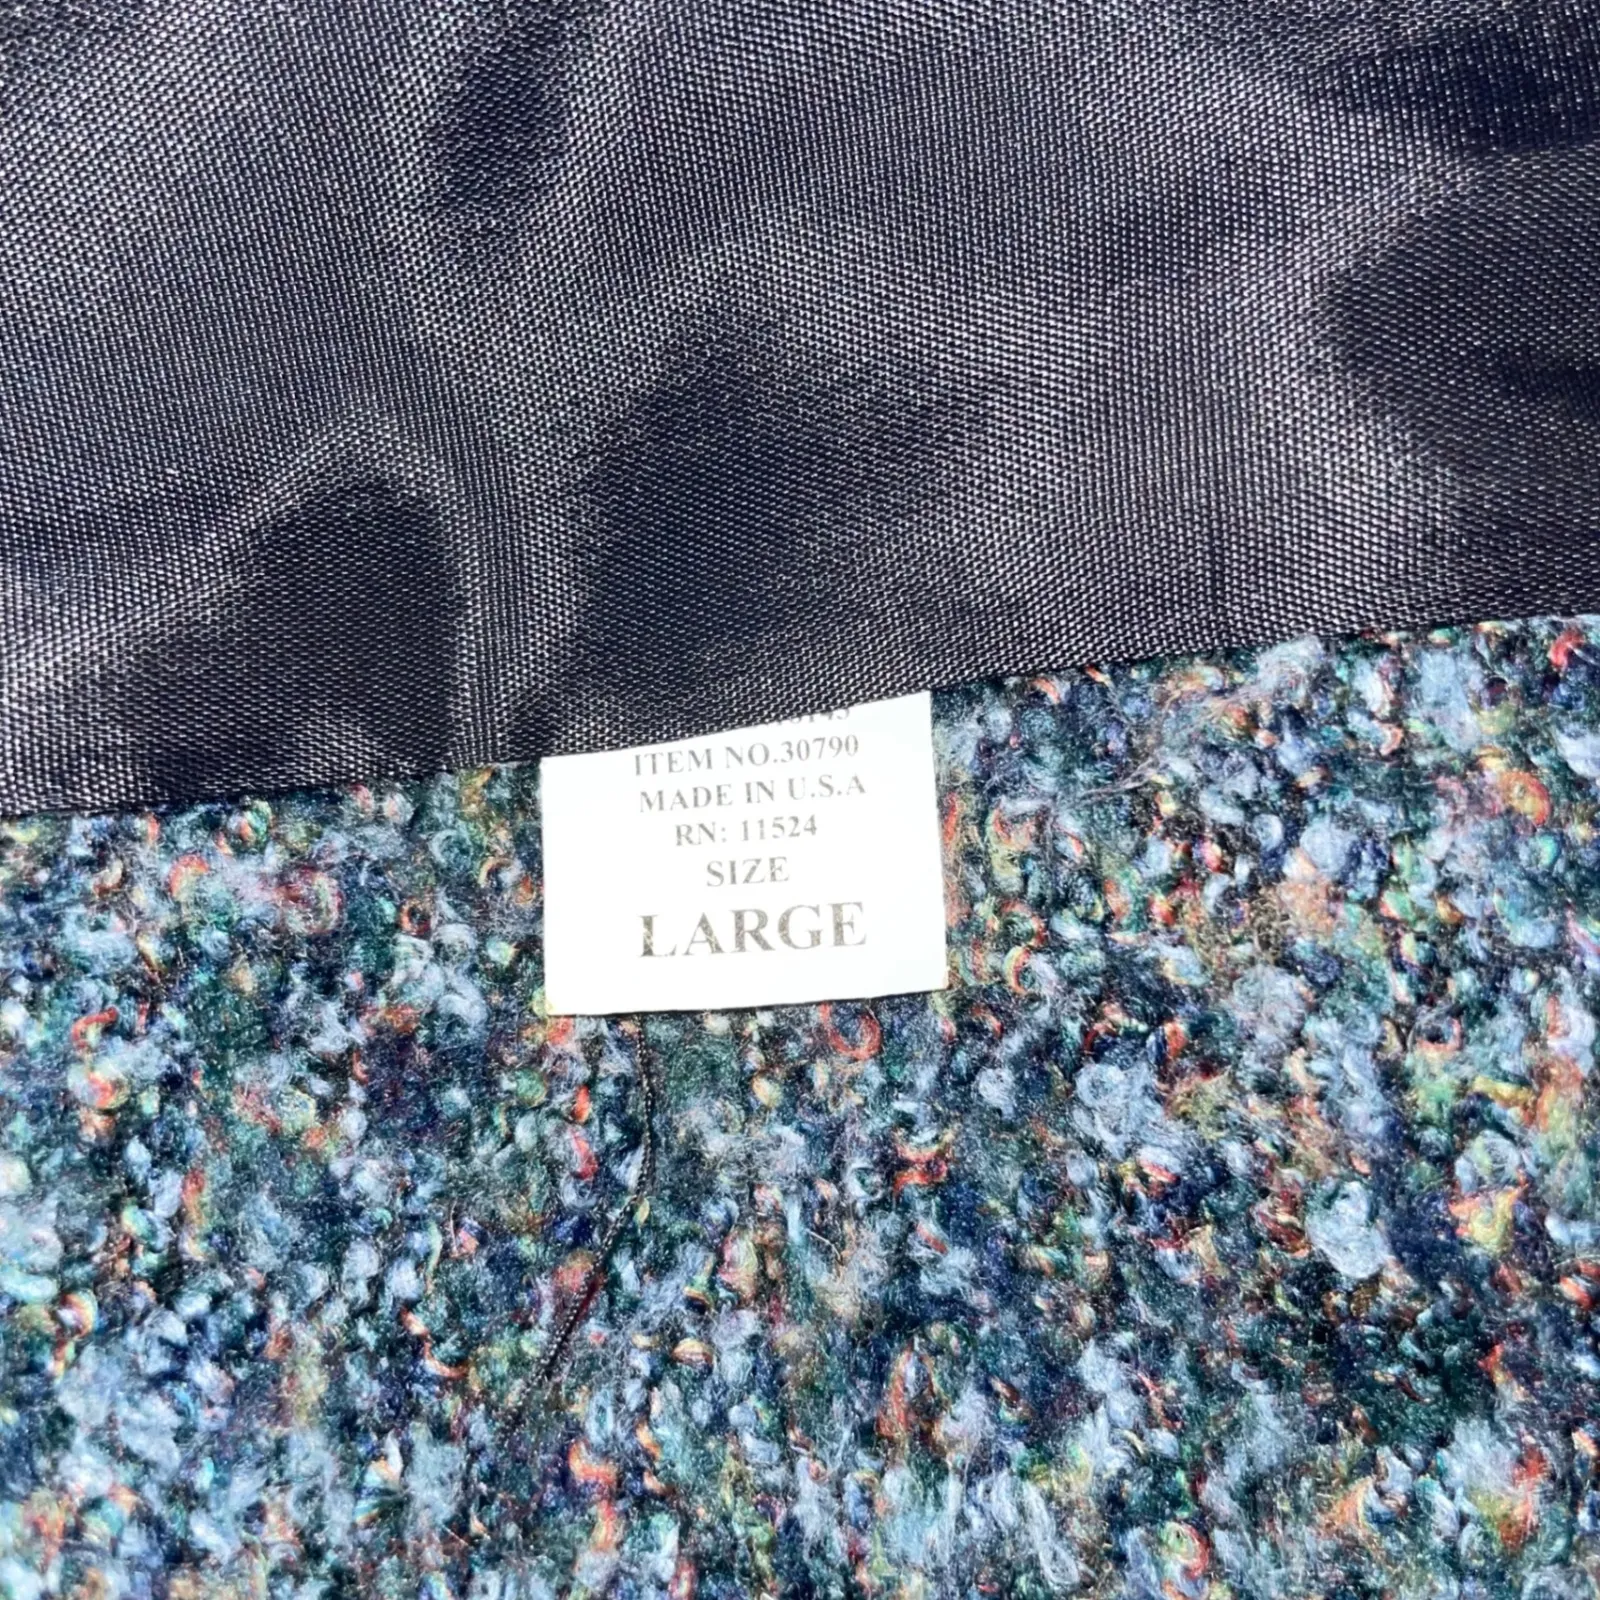 ITEM NO.30790
MADE IN U.S.A
RN: 11524
SIZE
LARGE